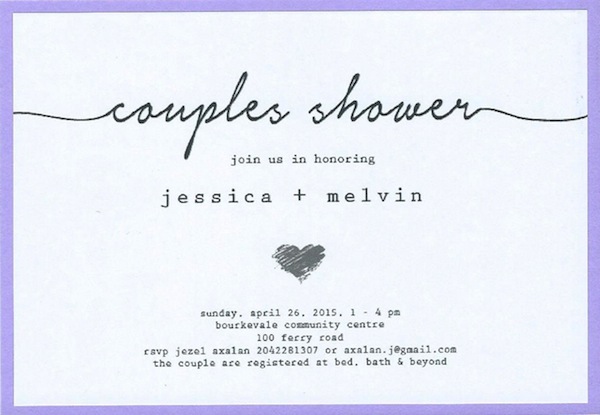 couples shower
join us in honoring
jessica + melvin
sunday, april 26, 2015, 1 - 4 pm
bourkevale community centre
100 ferry road
rsvp jezel axalan 2042281307 or axalan.j@gmail.com
the couple are registered at bed, bath & beyond